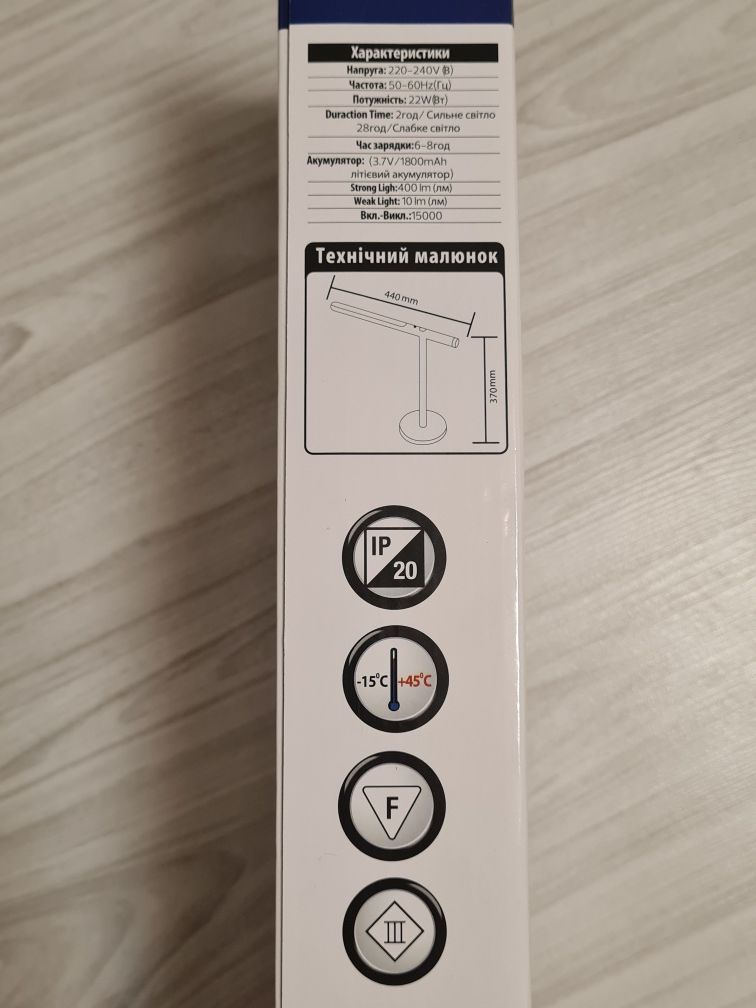 Характеристики
Напруга: 220-240V (В)
Частота: 50-60Hz(Гц)
Потужність: 22W(Вт)
Duraction Time: 2год/ Сильне світло
28год/Слабке світло
Час зарядки:6-8год
Акумулятор: (3.7V/1800mAh
літієвий акумулятор)
Strong Ligh:400 lm (лм)
Weak Light: 10 lm (лм)
Вкл.-Викл.:15000
Технічний малюнок
440mm
370mm
IP
20
-15°C +45°C
F
III